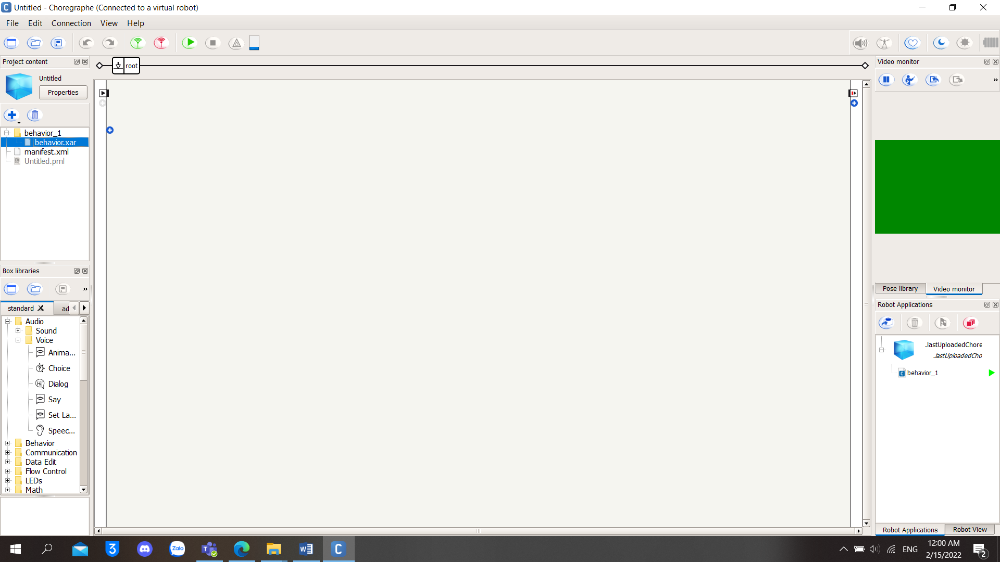 Untitled - Choregraphe (Connected to a virtual robot)
File Edit Connection View Help
Project content
Untitled
Properties
behavior_1
behavior.xar
manifest.xml
Untitled.pml
root
Box libraries
»
standard ad
Audio
Sound
Voice
Anima...
Choice
Hi!
Dialog
Say
Set La...
Speec...
Behavior
Communication
Data Edit
Flow Control
LEDs
Math
Video monitor
»
Pose library Video monitor
Robot Applications
.lastUploadedChore
.lastUploadedCho
behavior_1
Robot Applications Robot View
Zalo
ENG
12:00 AM
2/15/2022
2